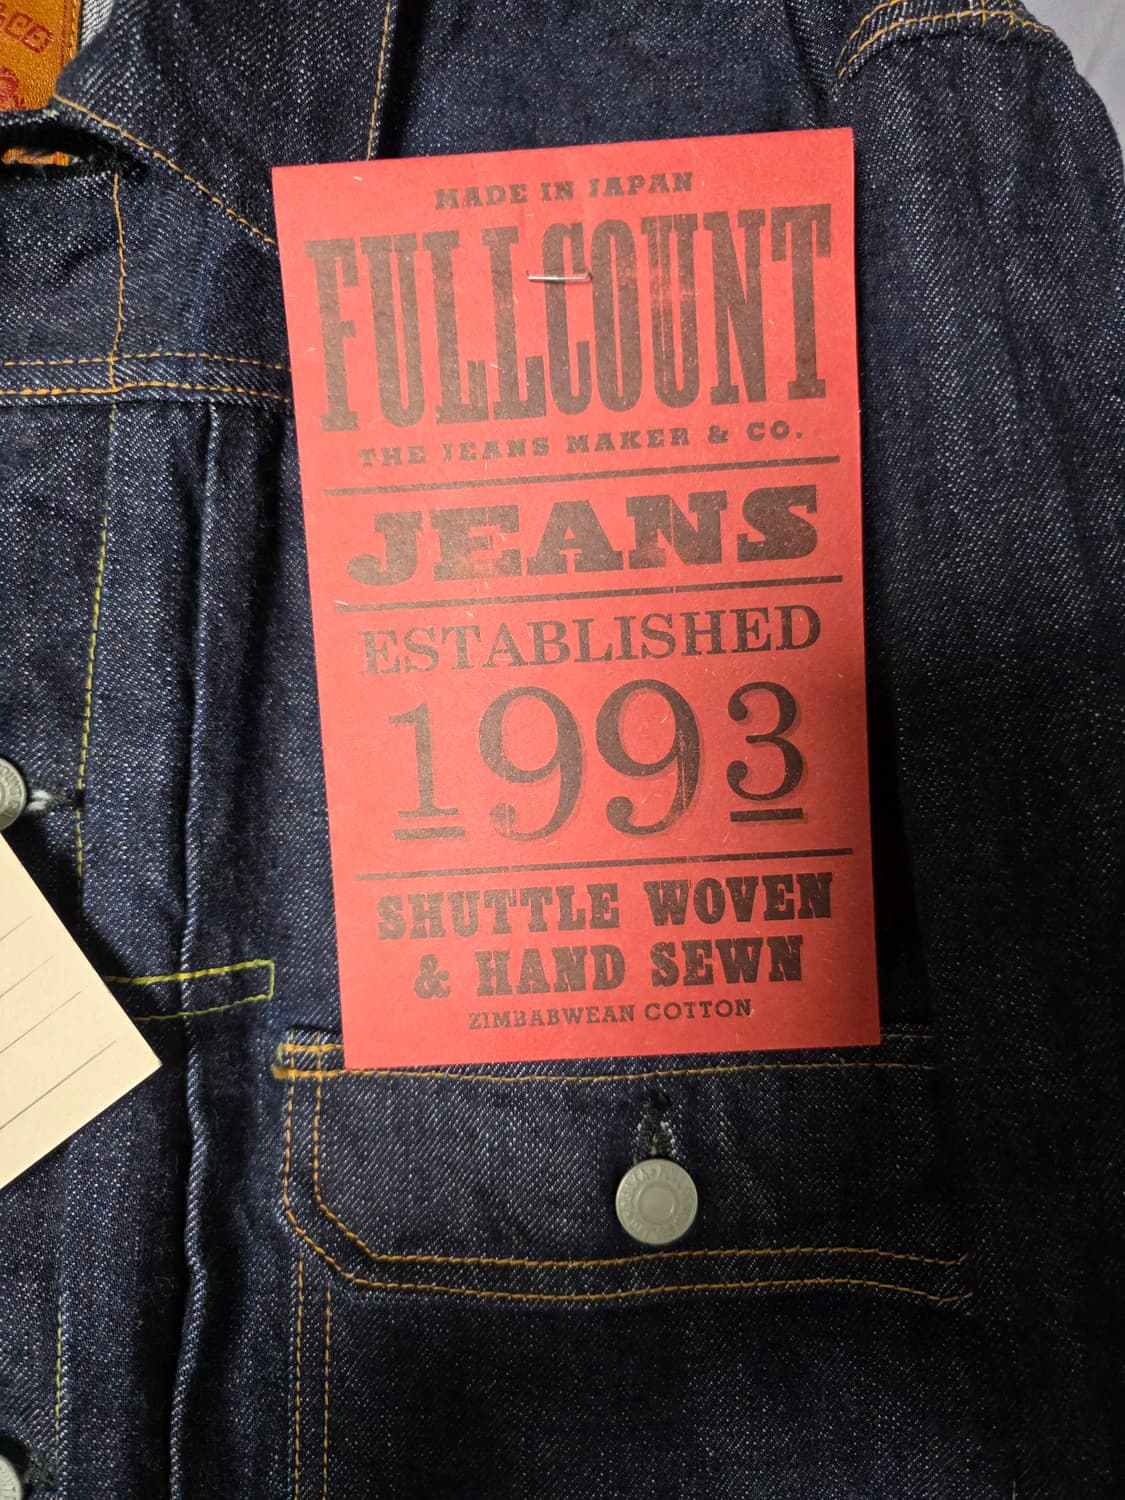 MADE IN JAPAN
FULLCOUNT
THE JEANS MAKER & CO.
JEANS
ESTABLISHED
1993
SHUTTLE WOVEN
& HAND SEWN
ZIMBABWEAN COTTON